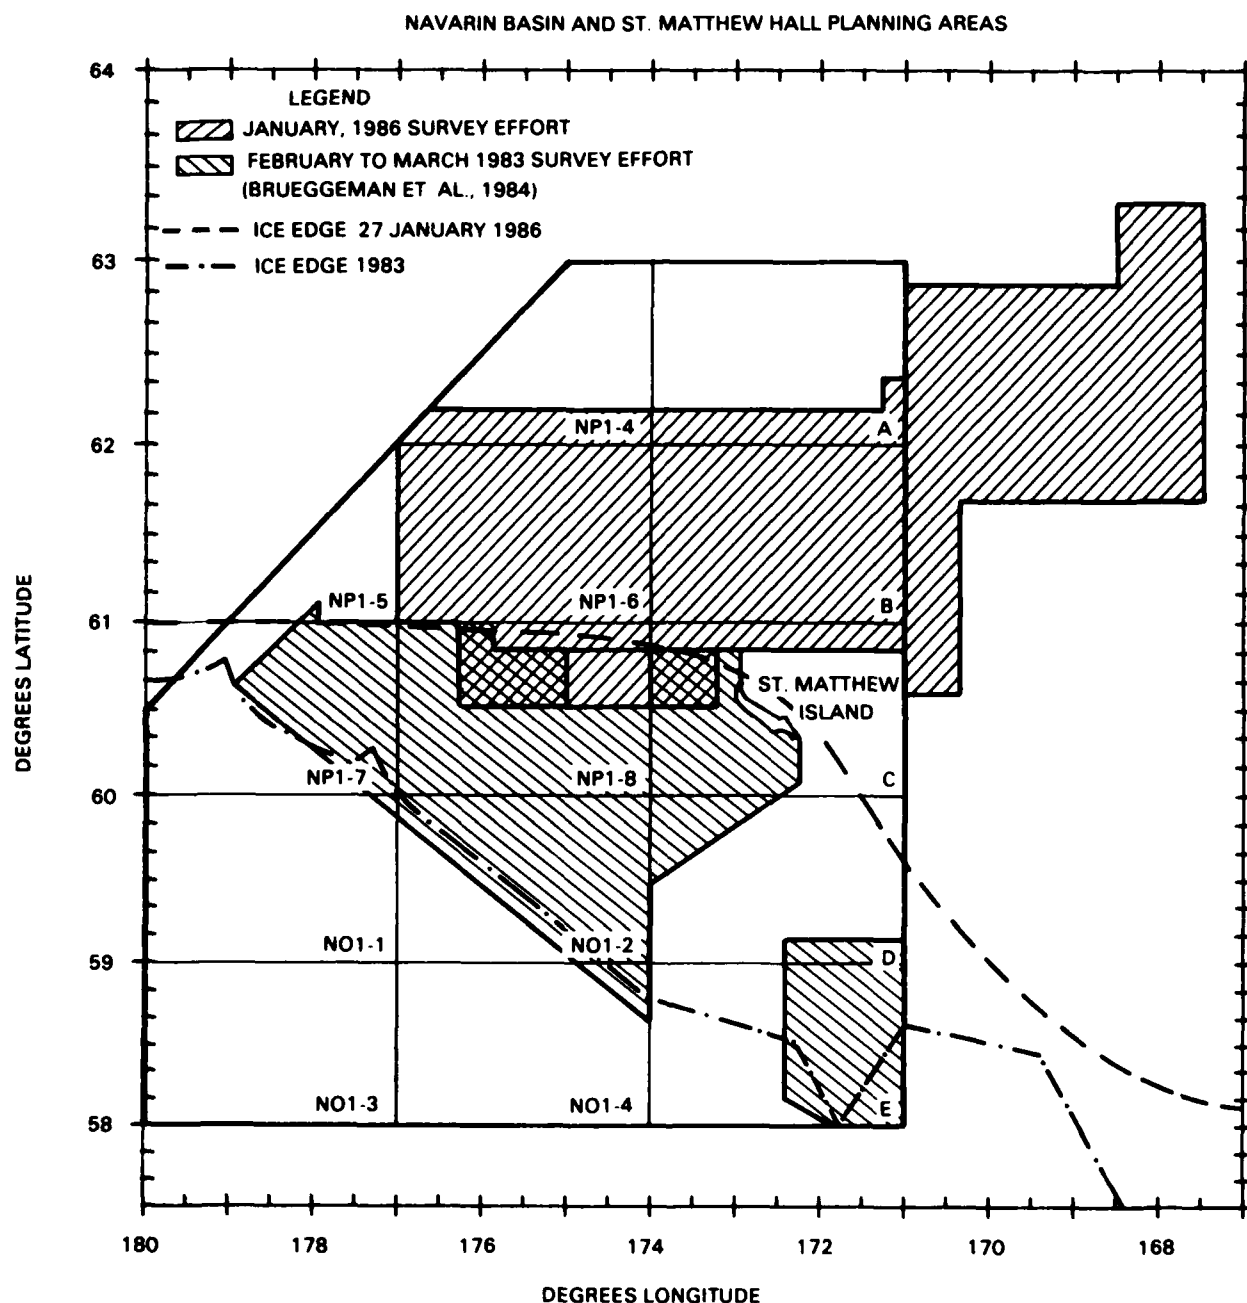 NAVARIN BASIN AND ST. MATTHEW HALL PLANNING AREAS
64
LEGEND
JANUARY, 1986 SURVEY EFFORT
FEBRUARY TO MARCH 1983 SURVEY EFFORT
(BRUEGGEMAN ET AL., 1984)
ICE EDGE 27 JANUARY 1986
ICE EDGE 1983
63
NP1-4
A
62
NP1-5
NP1-6
B
61
ST. MATTHEW
ISLAND
NP1-7
NP1-8
C
60
NO1-1
NO1-2
D
59
NO1-3
NO1-4
E
58
DEGREES LATITUDE
180
178
176
174
172
170
168
DEGREES LONGITUDE